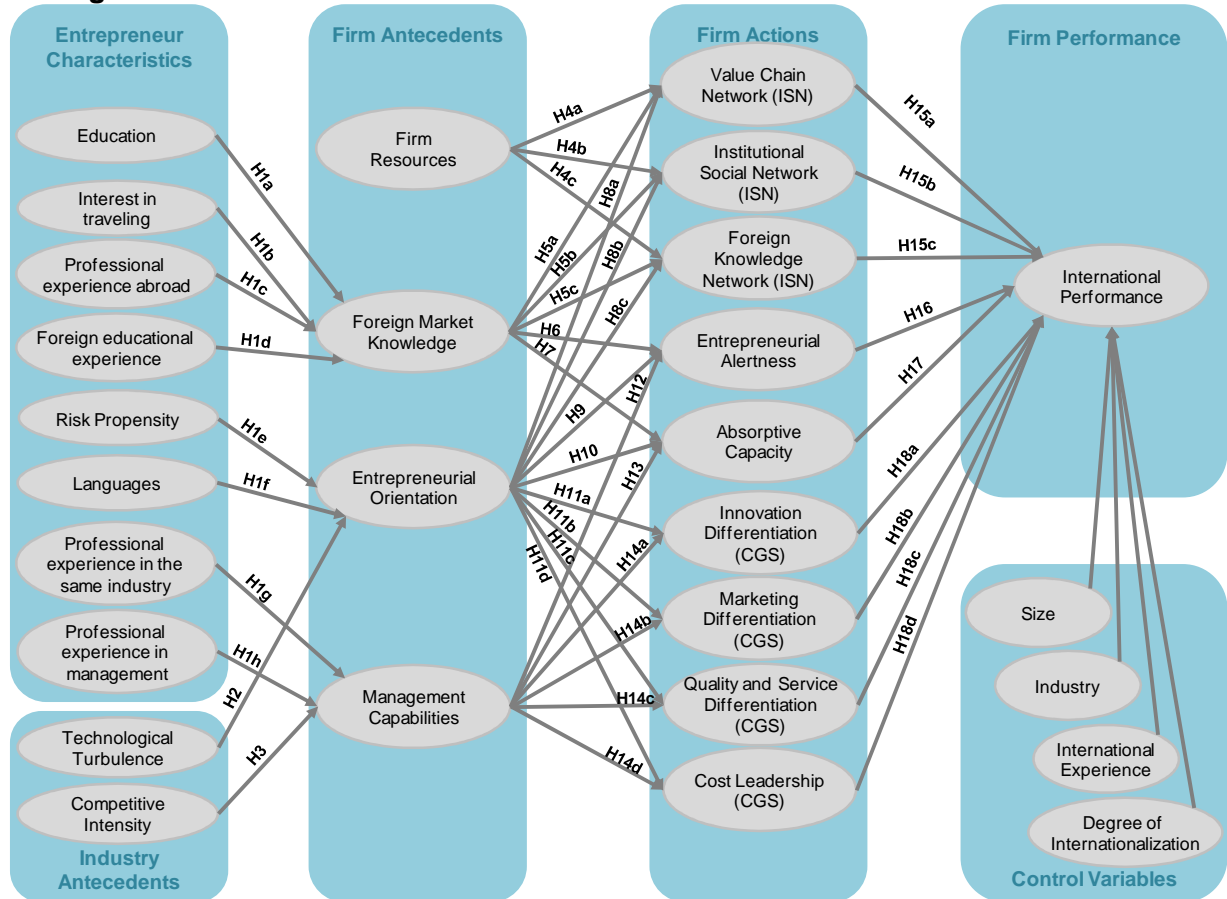 Entrepreneur
Characteristics
Education
Interest in
traveling
Professional
experience abroad
Foreign educational
experience
Risk Propensity
Languages
Professional
experience in the
same industry
Professional
experience in
management
Technological
Turbulence
Competitive
Intensity
Industry
Antecedents
H1a
H1b
H1c
H1d
H1e
H1f
H1g
H1h
H2
H3
Firm Antecedents
Firm
Resources
Foreign Market
Knowledge
Entrepreneurial
Orientation
Management
Capabilities
H4a
H4b
H4c
H5a
H5b
H5c
H6
H7
H8a
H8b
H8c
H9
H10
H11a
H11b
H11c
H11d
H12
H13
H14a
H14b
H14c
H14d
Firm Actions
Value Chain
Network (ISN)
Institutional
Social Network
(ISN)
Foreign
Knowledge
Network (ISN)
Entrepreneurial
Alertness
Absorptive
Capacity
Innovation
Differentiation
(CGS)
Marketing
Differentiation
(CGS)
Quality and Service
Differentiation
(CGS)
Cost Leadership
(CGS)
H15a
H15b
H15c
H16
H17
H18a
H18b
H18c
H18d
Firm Performance
International
Performance
Size
Industry
International
Experience
Degree of
Internationalization
Control Variables